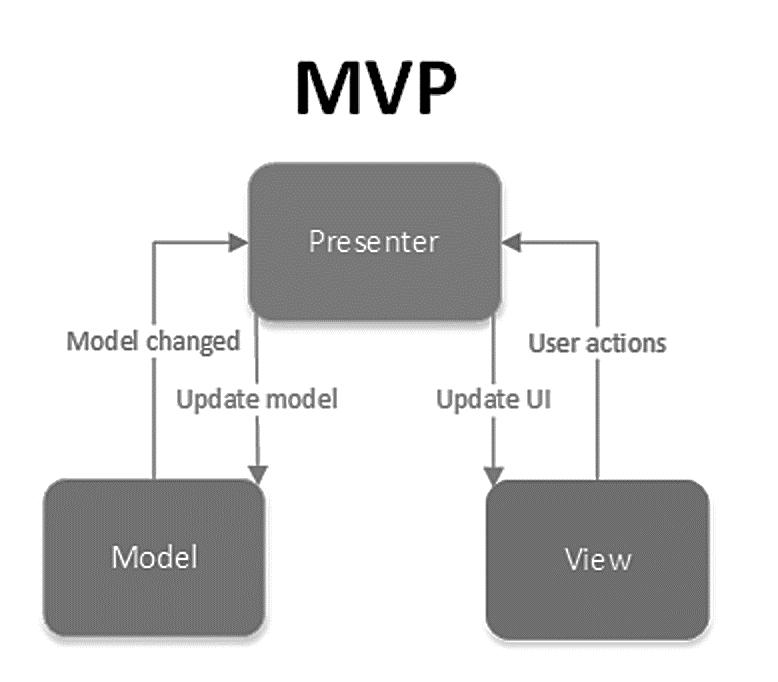 MVP
Presenter
Model changed
User actions
Update model
Update UI
Model
View